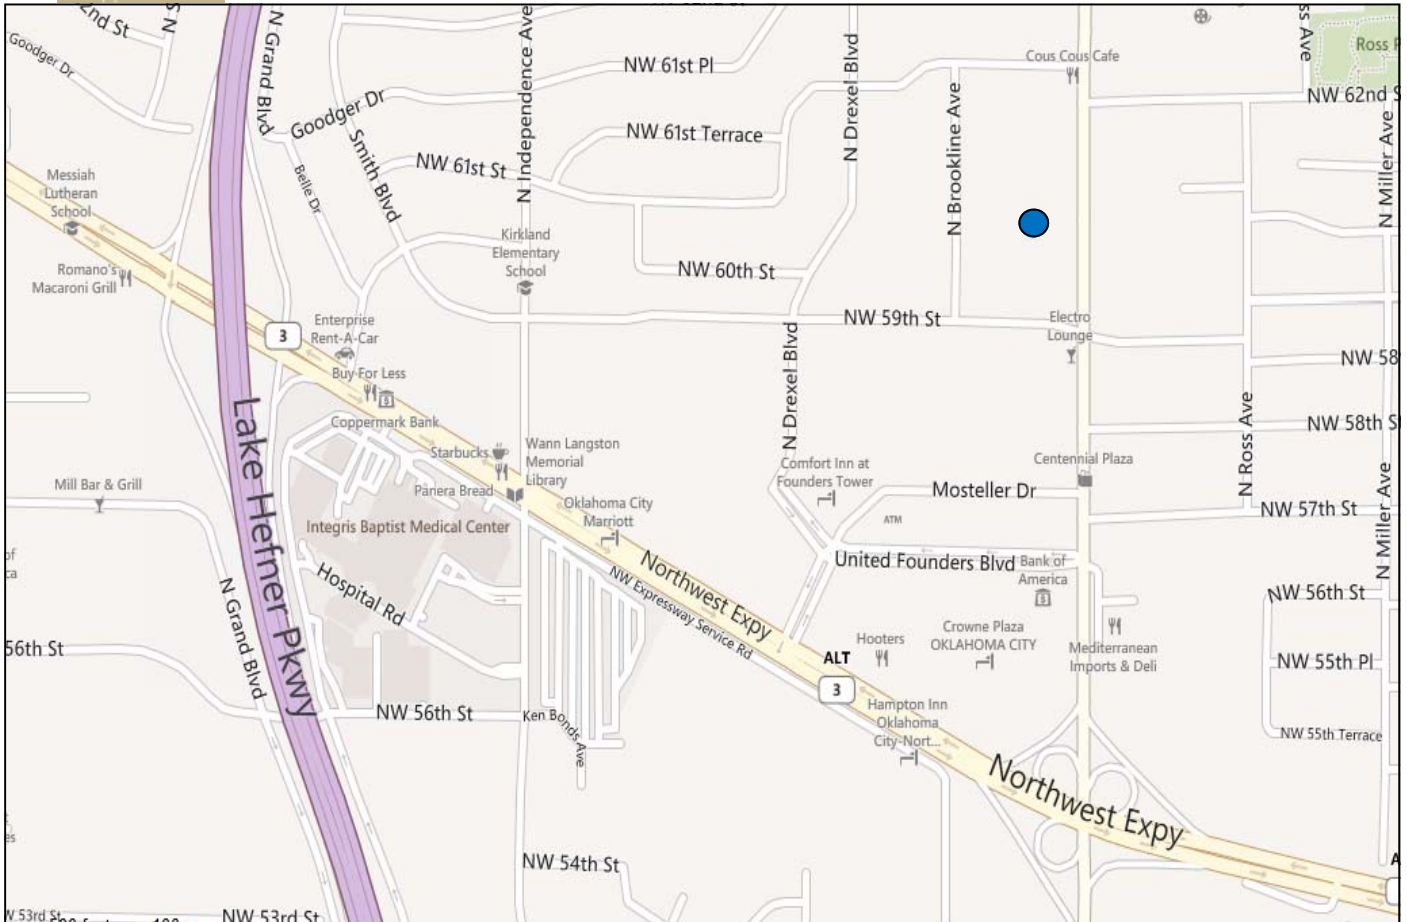 2nd St
S N
N Grand Blvd
N Independence Ave
N Drexel Blvd
ss Ave
Ross P
Goodger Dr
NW 61st Pl
Cous Cous Cafe
NW 62nd S
Goodger Dr
NW 61st Terrace
N Brookline Ave
N Miller Ave
Smith Blvd
NW 61st St
Messiah
Lutheran
School
Belle Dr
Kirkland
Elementary
School
Romano's
Macaroni Grill
NW 60th St
NW 59th St
Electro
Lounge
Enterprise
Rent-A-Car
3
Buy For Less
NW 58
N Drexel Blvd
Coppermark Bank
NW 58th S
N Ross Ave
Lake Hefner Pkwy
Starbucks
Wann Langston
Memorial
Library
Comfort Inn at
Founders Tower
Centennial Plaza
Mill Bar & Grill
Panera Bread
Mosteller Dr
Oklahoma City
Marriott
NW 57th St
Integris Baptist Medical Center
ATM
N Miller Ave
of
ca
United Founders Blvd
Bank of
America
Northwest Expy
NW Expressway Service Rd
Hospital Rd
N Grand Blvd
NW 56th St
56th St
Hooters
Crowne Plaza
OKLAHOMA CITY
Mediterranean
Imports & Deli
ALT
3
NW 55th Pl
Hampton Inn
Oklahoma
City-Nort...
NW 56th St
Ken Bonds Ave
NW 55th Terrace
Northwest Expy
es
NW 54th St
A
W 53rd St
NW 53rd St